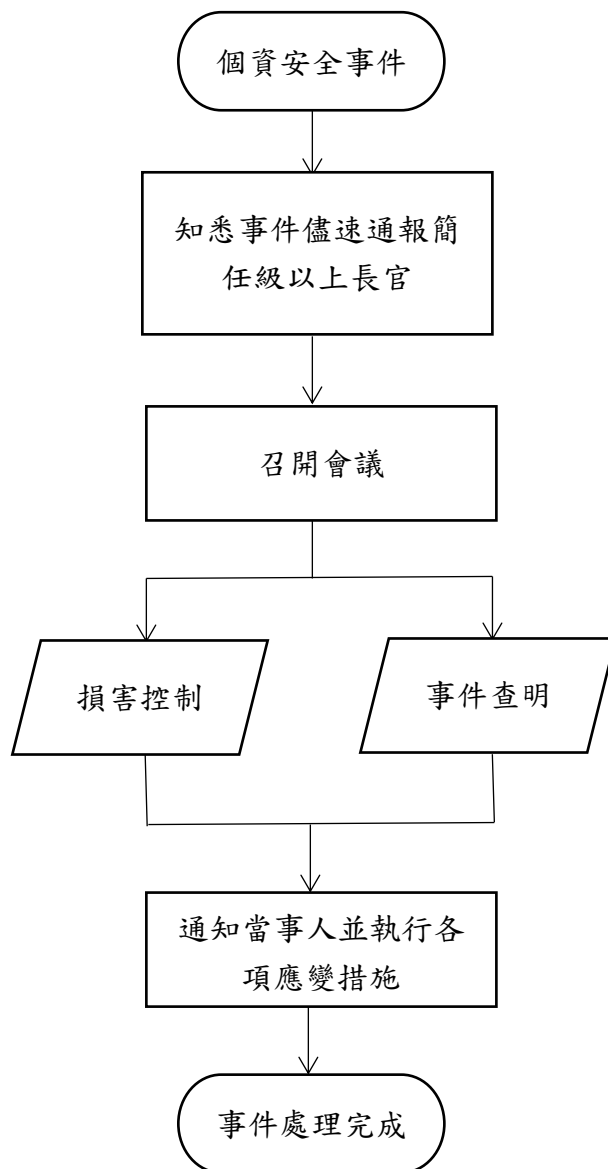 個資安全事件
知悉事件儘速通報簡
任級以上長官
召開會議
損害控制
事件查明
通知當事人並執行各
項應變措施
事件處理完成